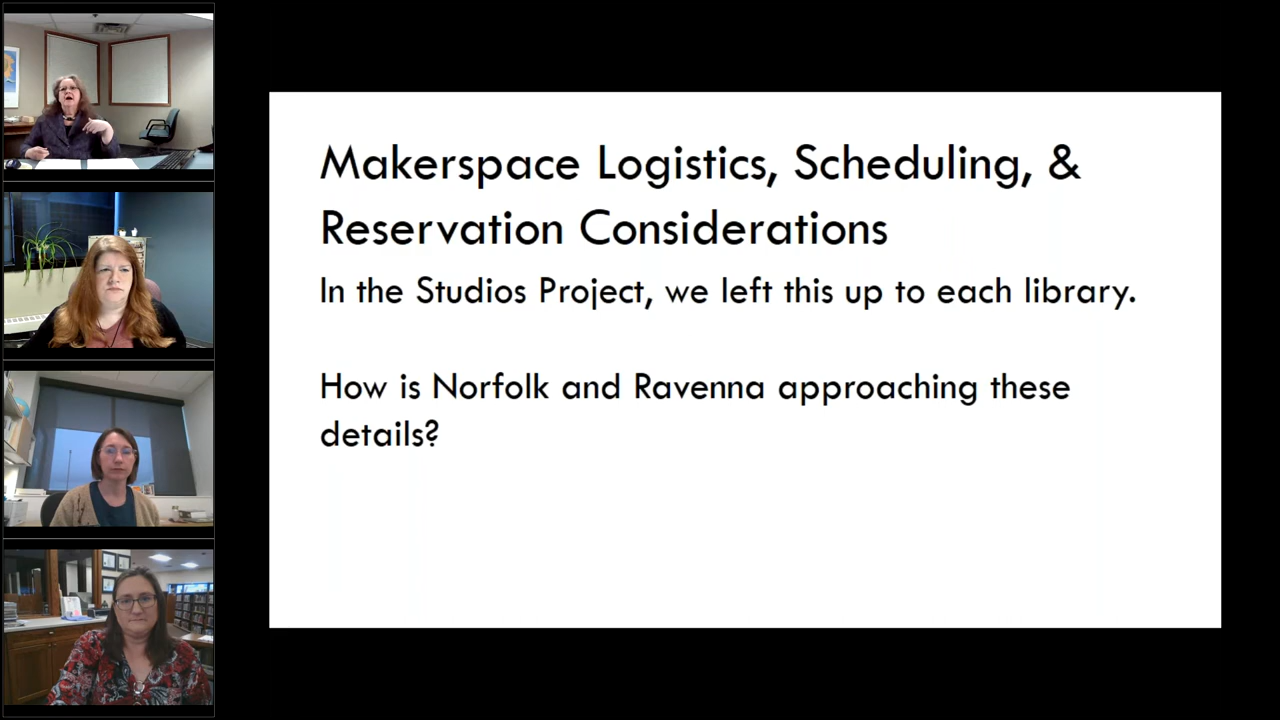 Makerspace Logistics, Scheduling, &
Reservation Considerations
In the Studios Project, we left this up to each library.
How is Norfolk and Ravenna approaching these
details?